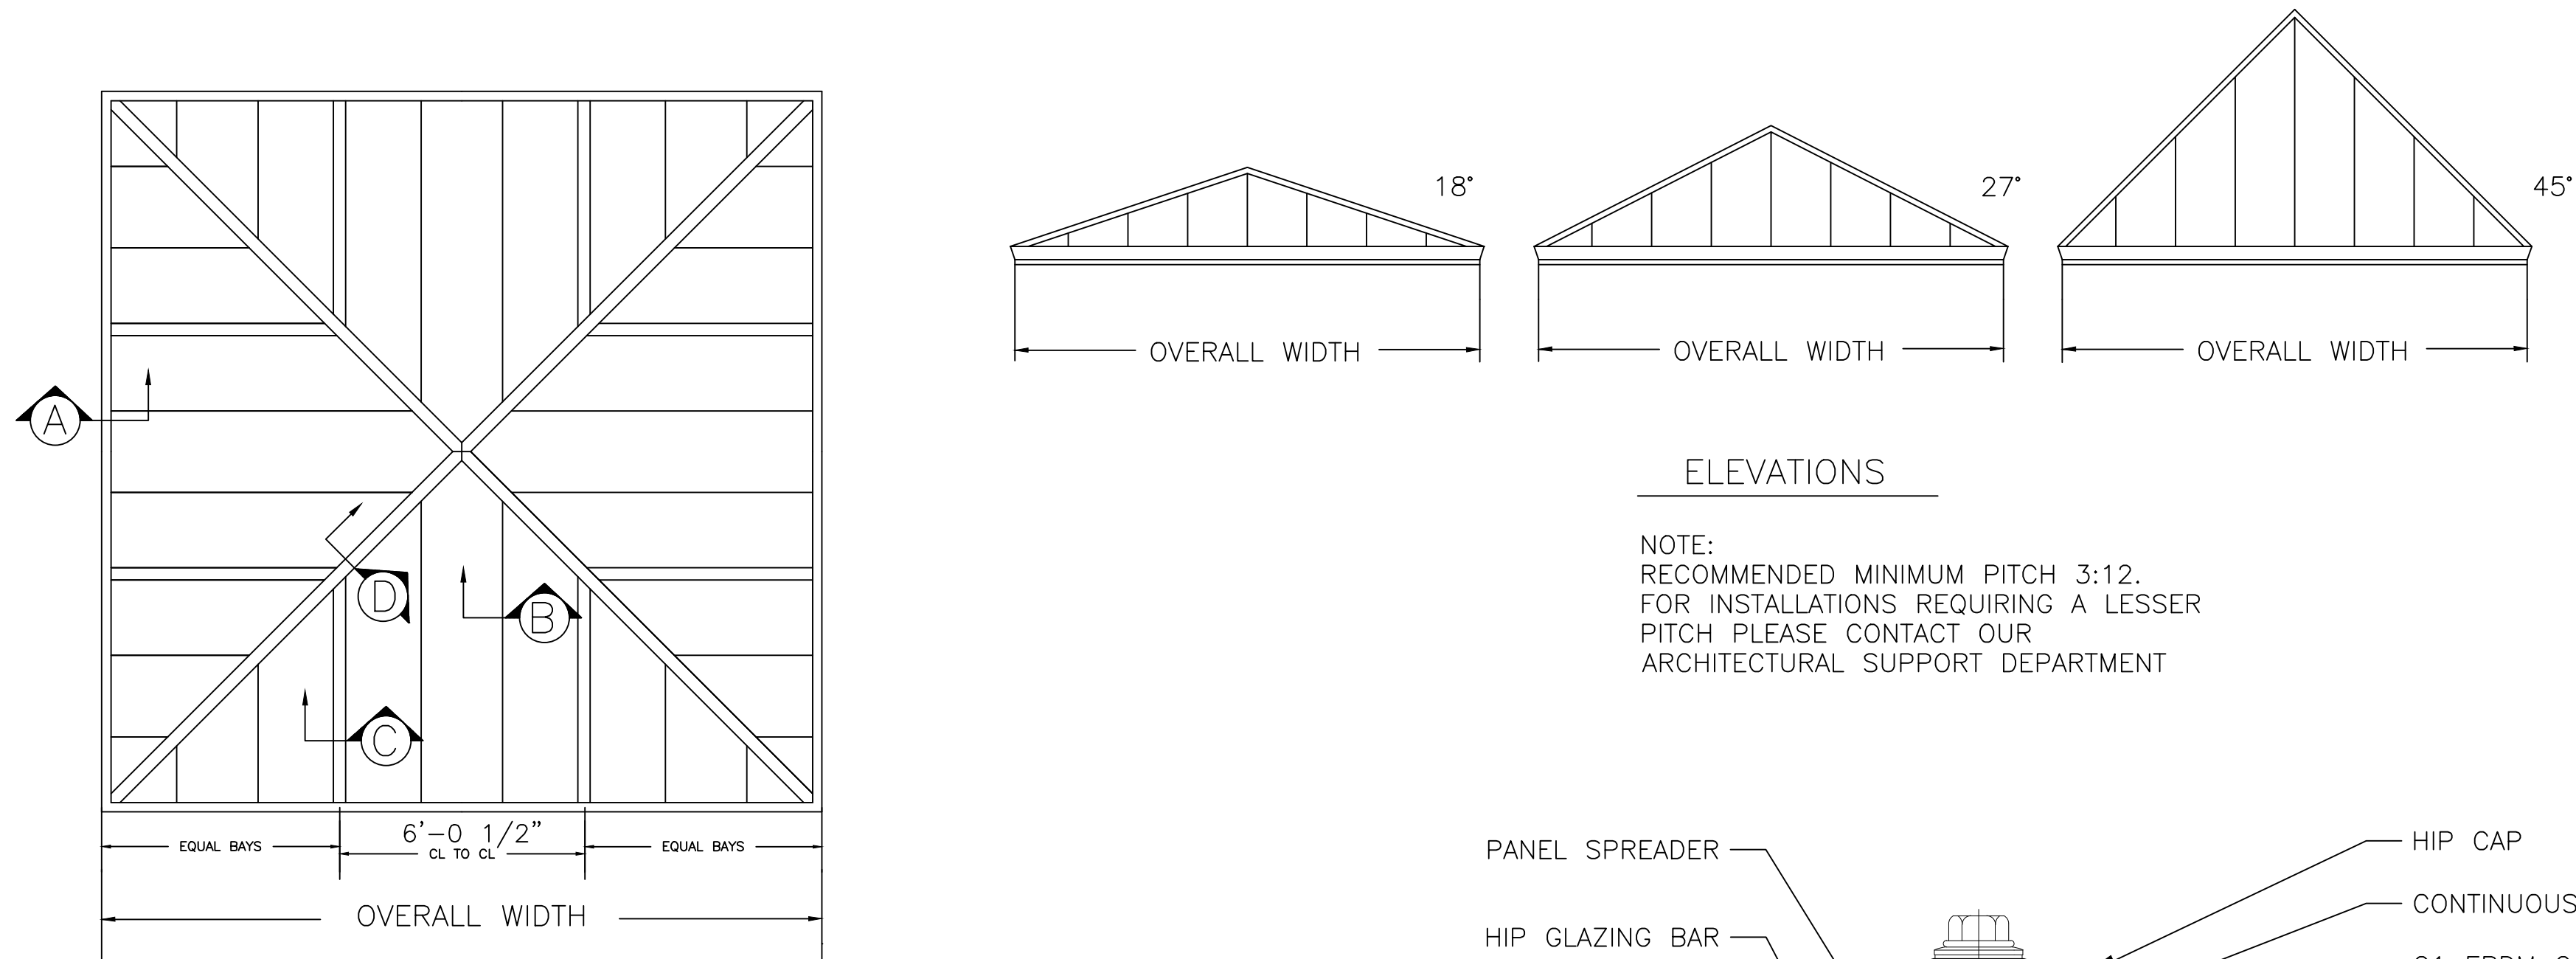 18°
27°
45°
OVERALL WIDTH
OVERALL WIDTH
OVERALL WIDTH
A
D
B
C
ELEVATIONS
NOTE:
RECOMMENDED MINIMUM PITCH 3:12.
FOR INSTALLATIONS REQUIRING A LESSER
PITCH PLEASE CONTACT OUR
ARCHITECTURAL SUPPORT DEPARTMENT
EQUAL BAYS
6'-0 1/2"
CL TO CL
EQUAL BAYS
OVERALL WIDTH
PANEL SPREADER
HIP GLAZING BAR
HIP CAP
CONTINUOUS